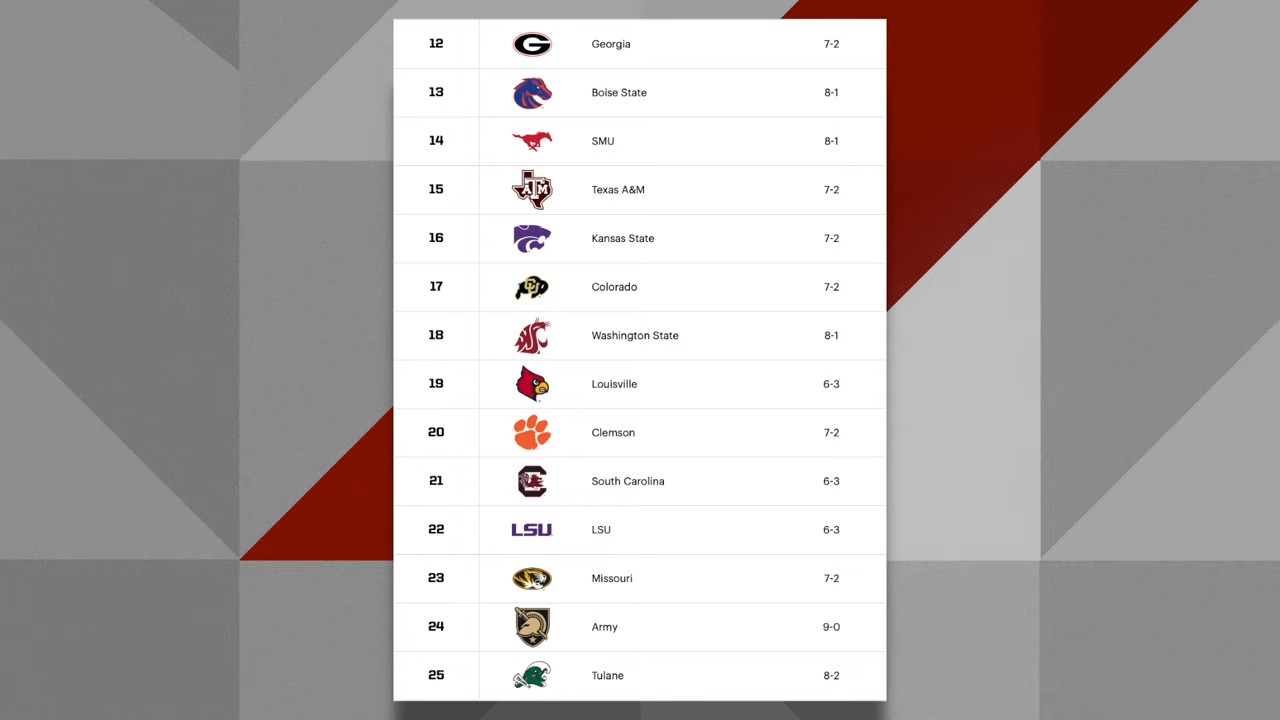 12 G Georgia 7-2
13 Boise State 8-1
14 SMU 8-1
15 ATM Texas A&M 7-2
16 Kansas State 7-2
17 CU Colorado 7-2
18 Washington State 8-1
19 Louisville 6-3
20 Clemson 7-2
21 C South Carolina 6-3
22 LSU LSU 6-3
23 Missouri 7-2
24 Army 9-0
25 Tulane 8-2